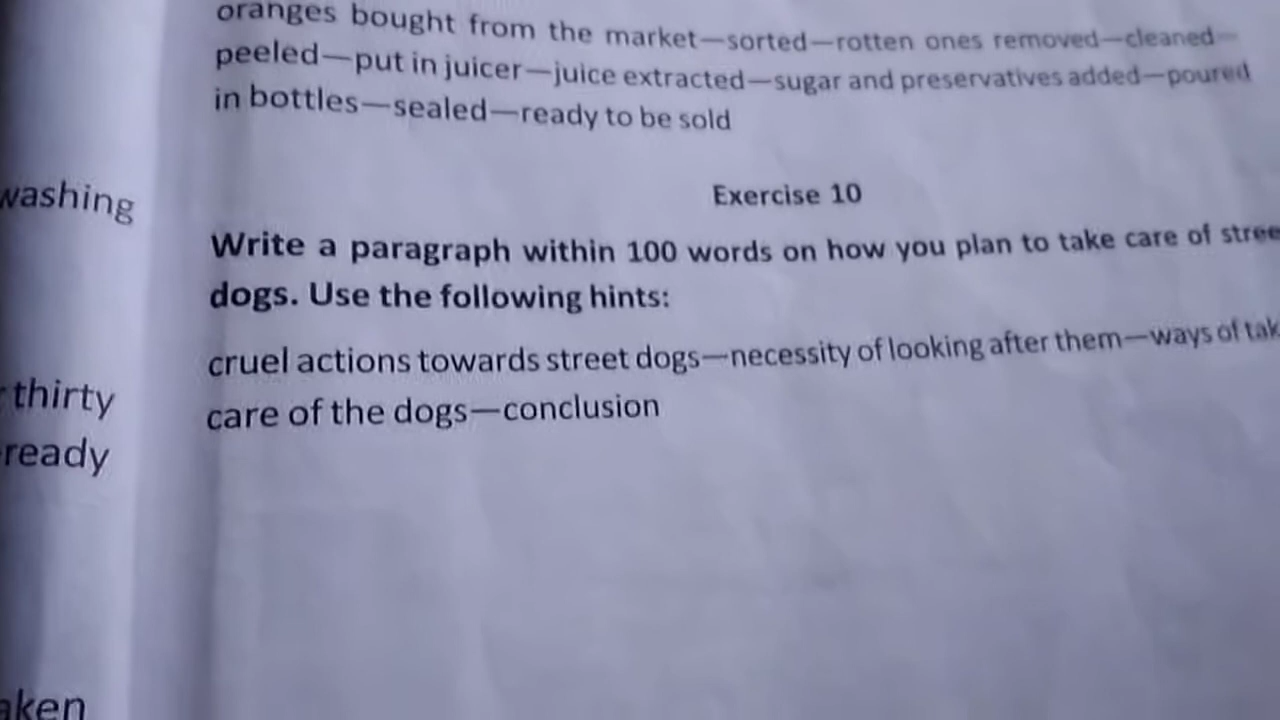 oranges bought from the market—sorted—rotten ones removed—cleaned—
peeled—put in juicer—juice extracted—sugar and preservatives added—poured
in bottles—sealed—ready to be sold
washing
Exercise 10
Write a paragraph within 100 words on how you plan to take care of stree
dogs. Use the following hints:
cruel actions towards street dogs—necessity of looking after them—ways of tak
thirty
care of the dogs—conclusion
ready
aken